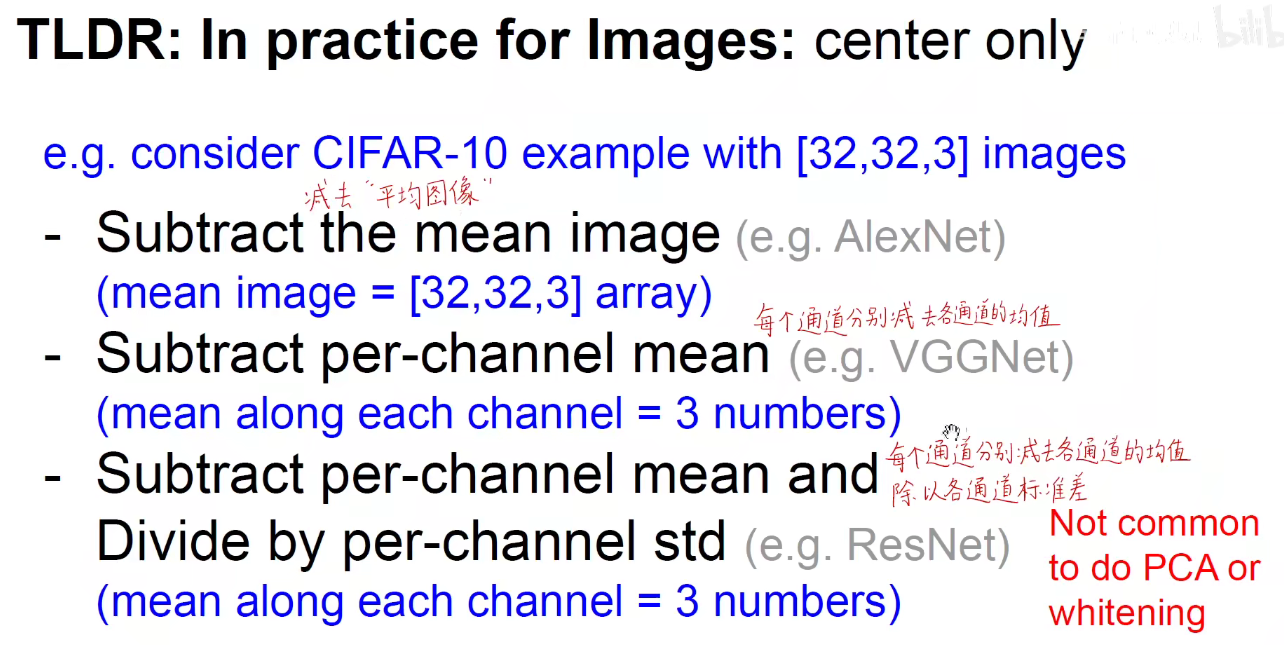 TLDR: In practice for Images: center only
e.g. consider CIFAR-10 example with [32,32,3] images
减去“平均图像”
- Subtract the mean image (e.g. AlexNet)
(mean image = [32,32,3] array)
每个通道分别减去各通道的均值
- Subtract per-channel mean (e.g. VGGNet)
(mean along each channel = 3 numbers)
每个通道分别减去各通道的均值
- Subtract per-channel mean and
除以各通道标准差
Divide by per-channel std (e.g. ResNet)
(mean along each channel = 3 numbers)
Not common
to do PCA or
whitening